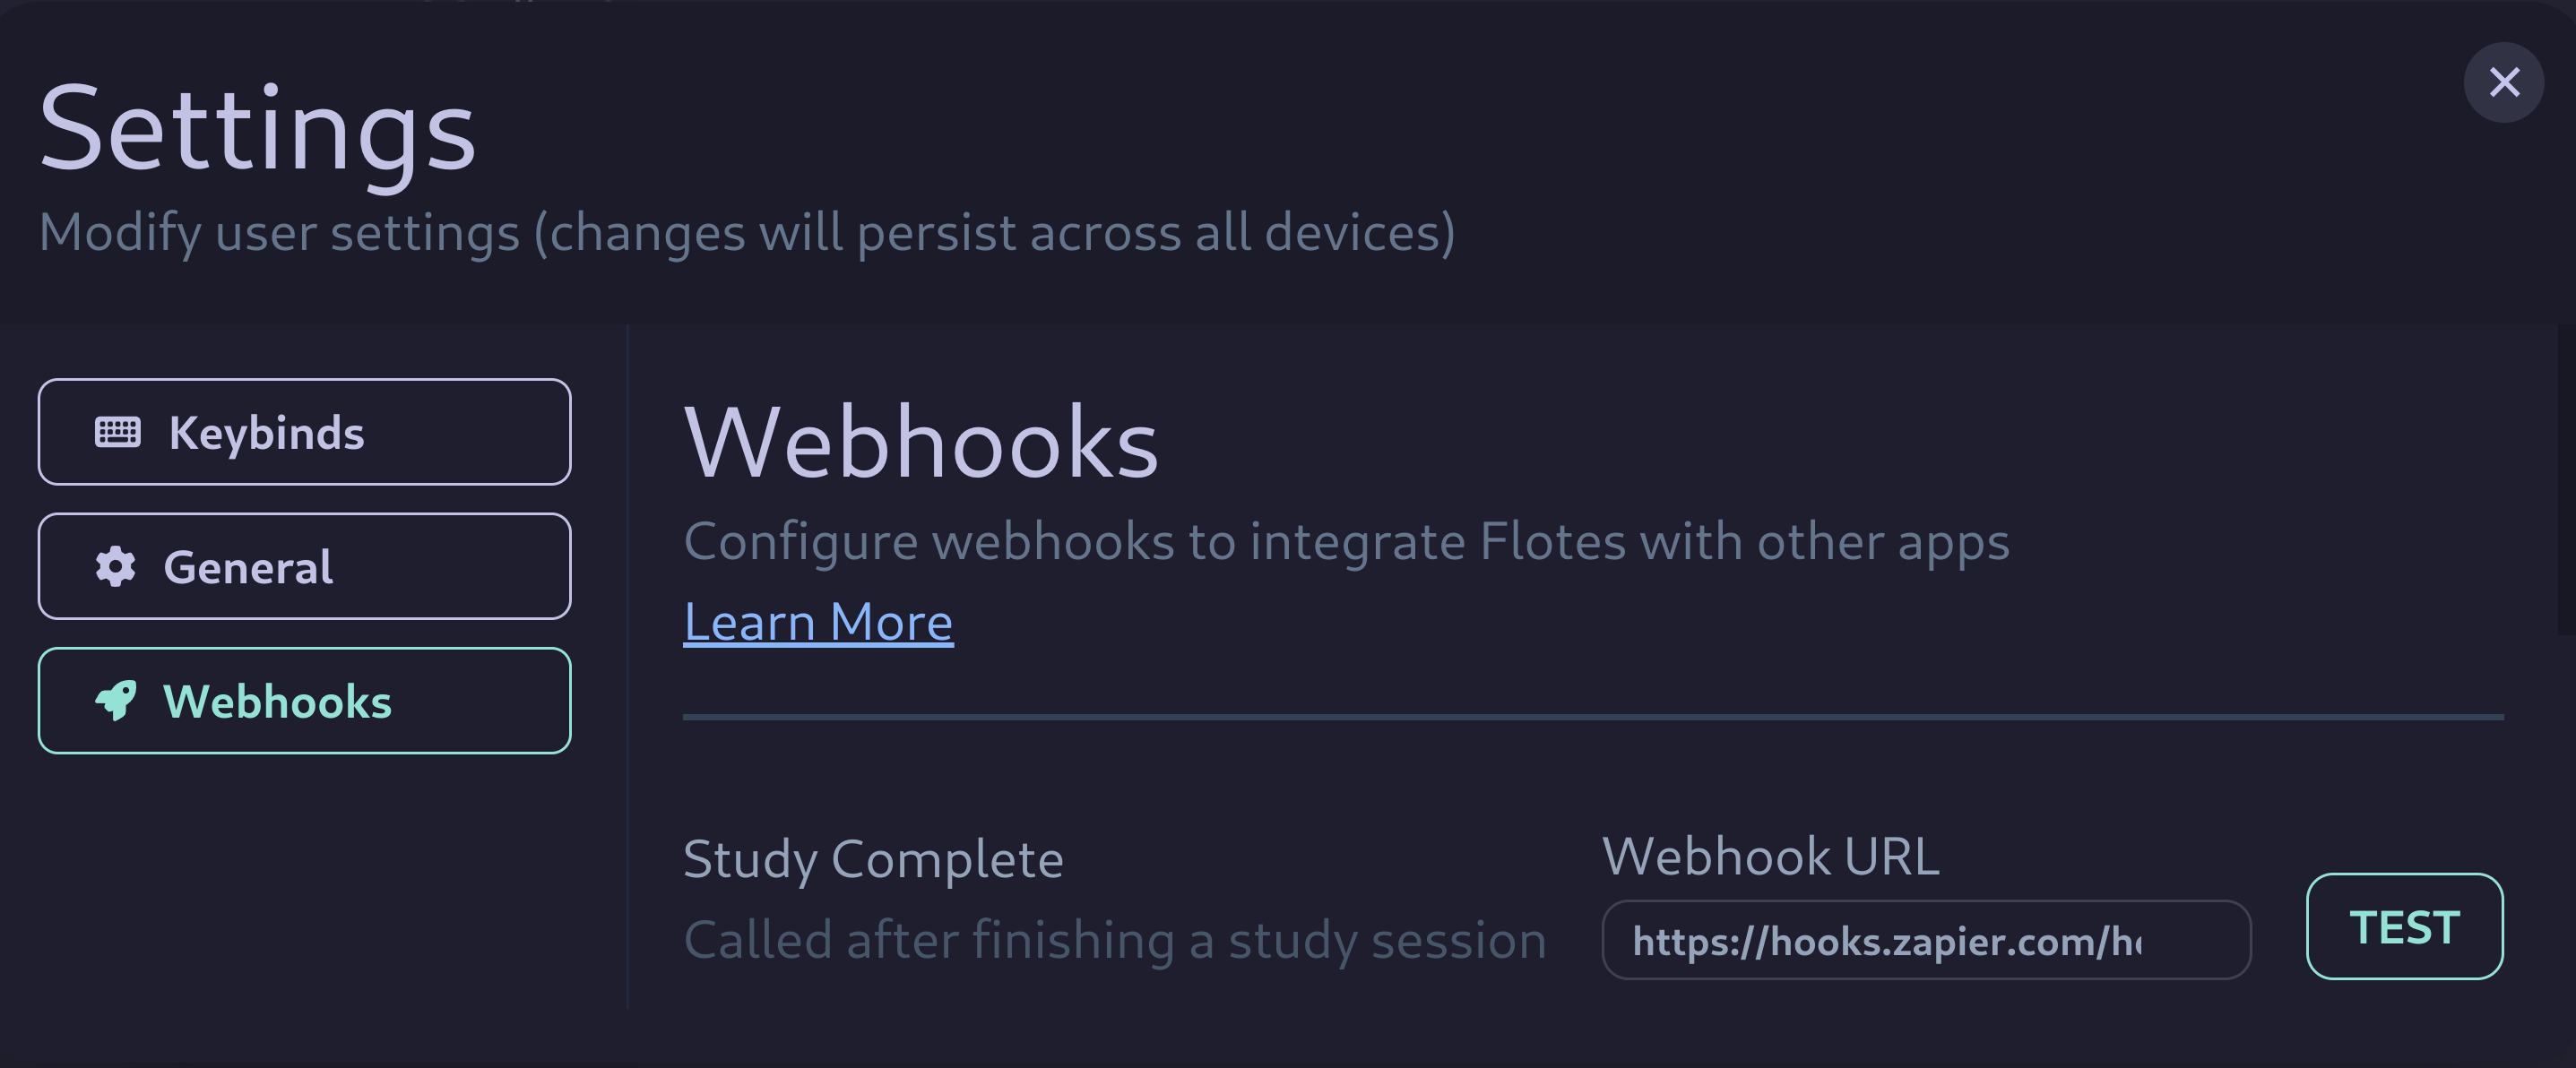 Settings
Modify user settings (changes will persist across all devices)
Keybinds
General
Webhooks
Webhooks
Configure webhooks to integrate Flotes with other apps
Learn More
Study Complete
Called after finishing a study session
Webhook URL
https://hooks.zapier.com/h
TEST